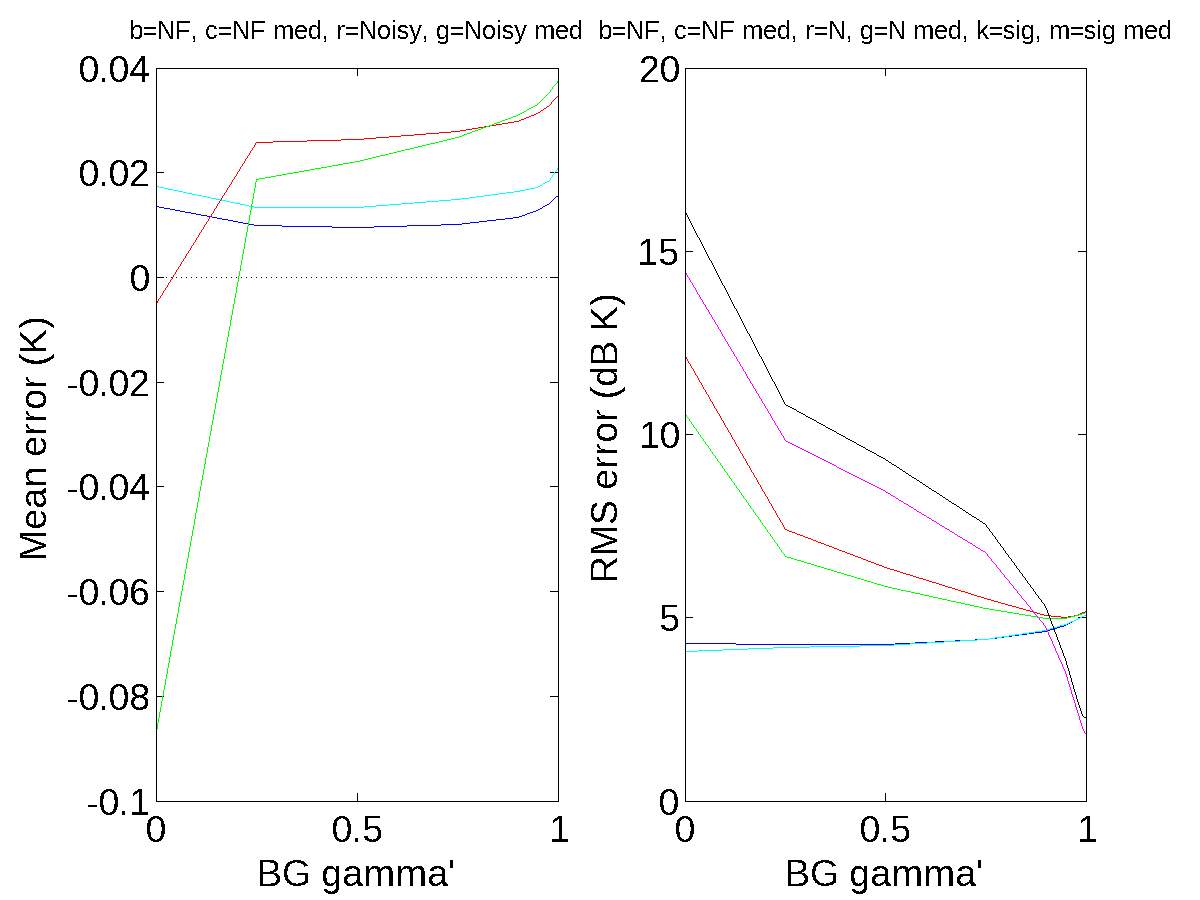 b=NF, c=NF med, r=Noisy, g=Noisy med
0.04
0.02
0
-0.02
-0.04
-0.06
-0.08
-0.1
Mean error (K)
0 0.5 1
BG gamma'
b=NF, c=NF med, r=N, g=N med, k=sig, m=sig med
20
15
10
5
0
RMS error (dB K)
0 0.5 1
BG gamma'